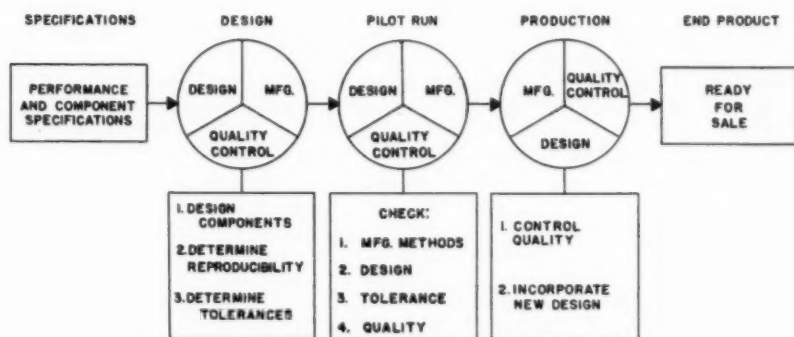 SPECIFICATIONS
DESIGN
PILOT RUN
PRODUCTION
END PRODUCT
PERFORMANCE
AND COMPONENT
SPECIFICATIONS
DESIGN
MFG.
QUALITY
CONTROL
DESIGN
MFG.
QUALITY
CONTROL
MFG.
QUALITY
CONTROL
DESIGN
READY
FOR
SALE
1. DESIGN
COMPONENTS
2. DETERMINE
REPRODUCIBILITY
3. DETERMINE
TOLERANCES
CHECK:
1. MFG. METHODS
2. DESIGN
3. TOLERANCE
4. QUALITY
1. CONTROL
QUALITY
2. INCORPORATE
NEW DESIGN